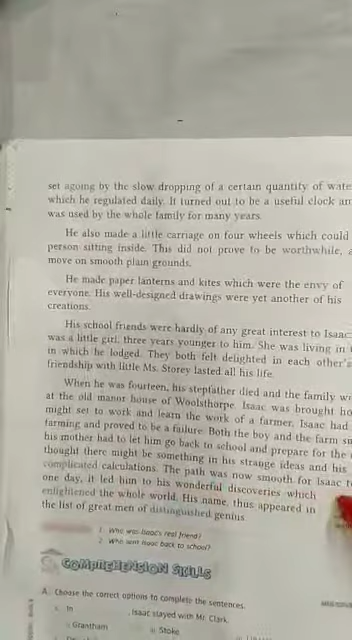 set agoing by the slow dropping of a certain quantity of wate
which he regulated daily. It turned out to be a useful clock an
was used by the whole family for many years.
He also made a little carriage on four wheels which could
person sitting inside. This did not prove to be worthwhile, a
move on smooth plain grounds.
He made paper lanterns and kites which were the envy of
everyone. His well-designed drawings were yet another of his
creations.
His school friends were hardly of any great interest to Isaac
was a little girl, three years younger to him. She was living in
in which he lodged. They both felt delighted in each other's
friendship with little Ms. Storey lasted all his life.
When he was fourteen, his stepfather died and the family w
at the old manor house of Woolsthorpe. Isaac was brought ho
might set to work and learn the work of a farmer. Isaac had
farming and proved to be a failure. Both the boy and the farm su
his mother had to let him go back to school and prepare for the
thought there might be something in his strange ideas and his
complicated calculations. The path was now smooth for Isaac t
one day, it led him to his wonderful discoveries which
enlightened the whole world. His name, thus, appeared in
the list of great men of distinguished genius.
1. Who was Isaac's real friend?
2. Who sent Isaac back to school?
COMPREHENSION SKILLS
A. Choose the correct options to complete the sentences.
In , Isaac stayed with Mr. Clark.
Grantham ii. Stoke